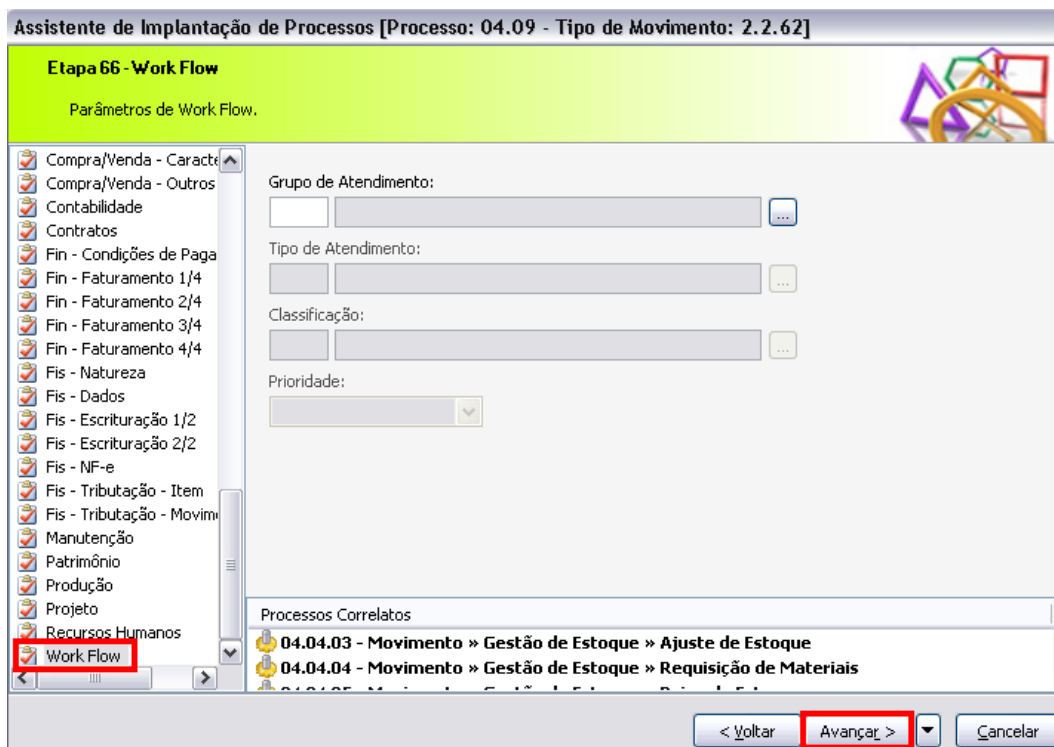 Assistente de Implantação de Processos [Processo: 04.09 - Tipo de Movimento: 2.2.62]
Etapa 66 - Work Flow
Parâmetros de Work Flow.
Compra/Venda - Caracte
Compra/Venda - Outros
Contabilidade
Contratos
Fin - Condições de Paga
Fin - Faturamento 1/4
Fin - Faturamento 2/4
Fin - Faturamento 3/4
Fin - Faturamento 4/4
Fis - Natureza
Fis - Dados
Fis - Escrituração 1/2
Fis - Escrituração 2/2
Fis - NF-e
Fis - Tributação - Item
Fis - Tributação - Movim
Manutenção
Patrimônio
Produção
Projeto
Recursos Humanos
Work Flow
Grupo de Atendimento:
...
Tipo de Atendimento:
...
Classificação:
...
Prioridade:
Processos Correlatos
04.04.03 - Movimento » Gestão de Estoque » Ajuste de Estoque
04.04.04 - Movimento » Gestão de Estoque » Requisição de Materiais
< Voltar
Avançar >
Cancelar